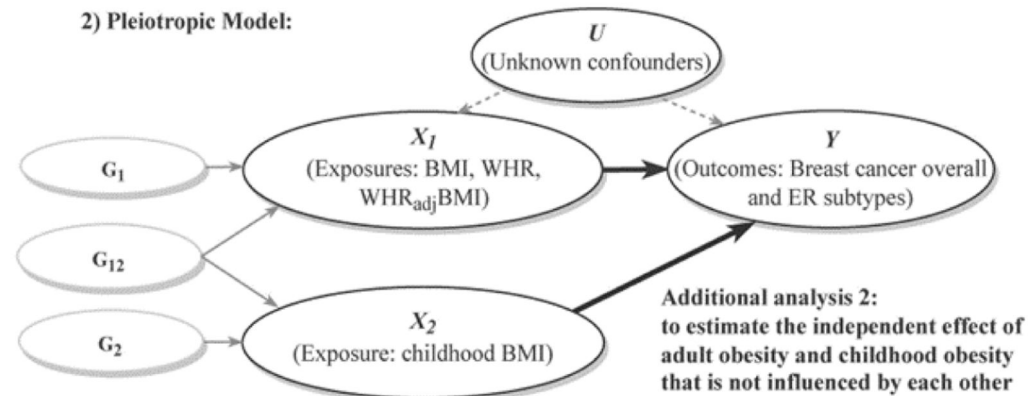 2) Pleiotropic Model:
U
(Unknown confounders)
G1
X1
(Exposures: BMI, WHR,
WHRadjBMI)
Y
(Outcomes: Breast cancer overall
and ER subtypes)
G12
G2
X2
(Exposure: childhood BMI)
Additional analysis 2:
to estimate the independent effect of
adult obesity and childhood obesity
that is not influenced by each other